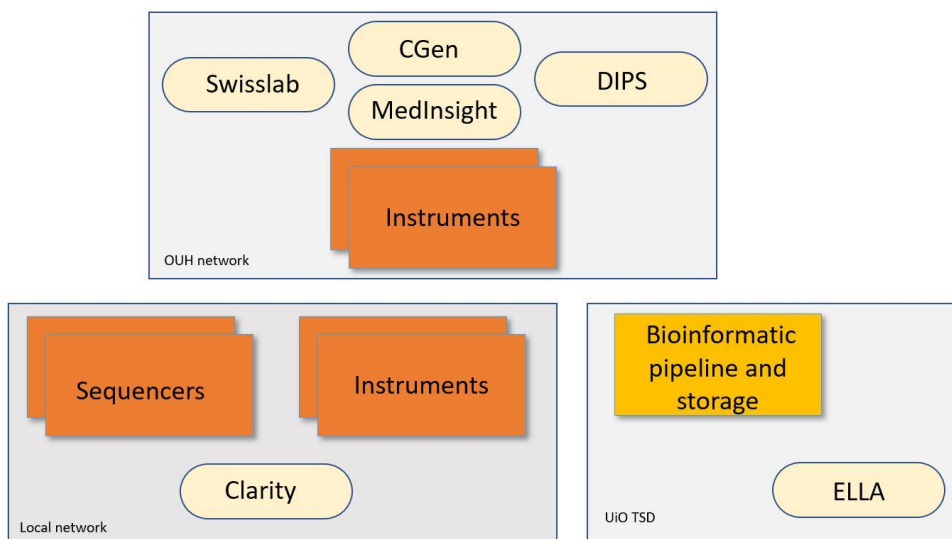 CGen
Swisslab
DIPS
MedInsight
Instruments
OUH network
Sequencers
Instruments
Clarity
Local network
Bioinformatic
pipeline and
storage
ELLA
UiO TSD